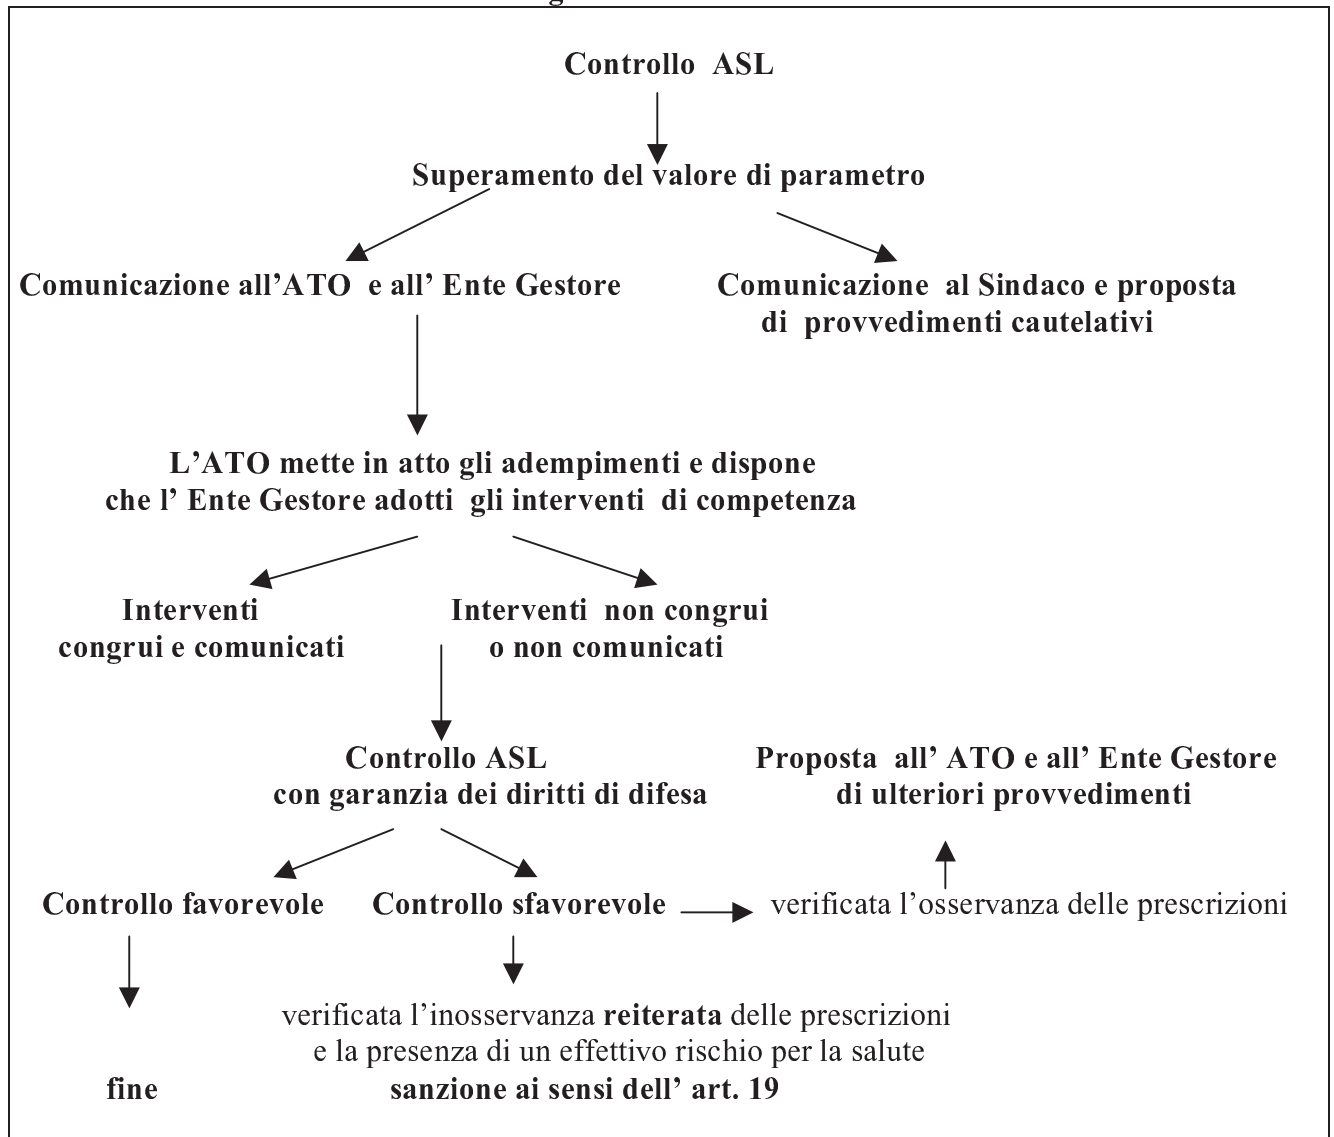 Controllo ASL
Superamento del valore di parametro
Comunicazione all'ATO e all' Ente Gestore
Comunicazione al Sindaco e proposta
di provvedimenti cautelativi
L'ATO mette in atto gli adempimenti e dispone
che l' Ente Gestore adotti gli interventi di competenza
Interventi
congrui e comunicati
Interventi non congrui
o non comunicati
Controllo ASL
con garanzia dei diritti di difesa
Proposta all' ATO e all' Ente Gestore
di ulteriori provvedimenti
Controllo favorevole
Controllo sfavorevole
verificata l'osservanza delle prescrizioni
verificata l'inosservanza reiterata delle prescrizioni
e la presenza di un effettivo rischio per la salute
fine
sanzione ai sensi dell' art. 19